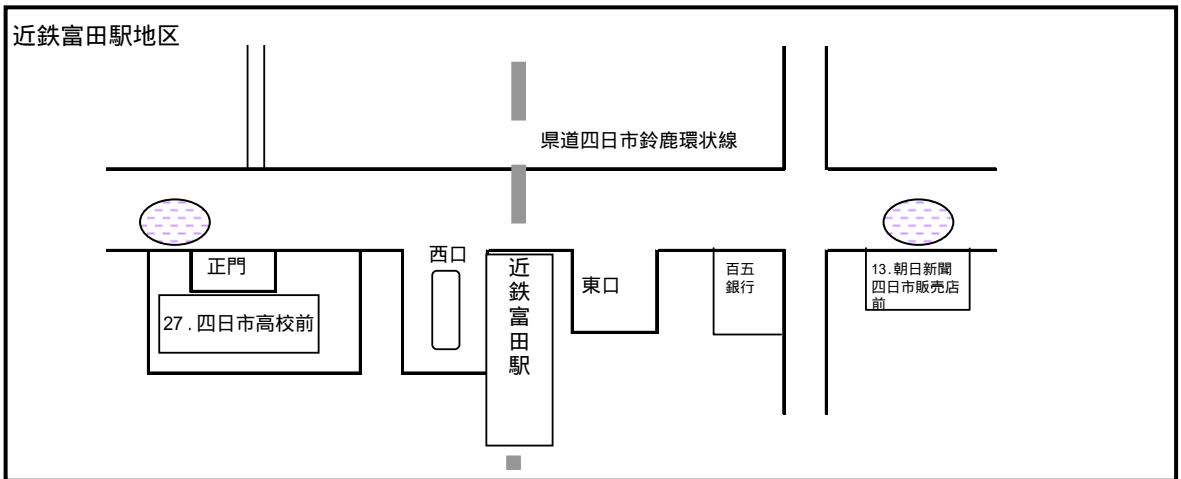 近鉄富田駅地区
県道四日市鈴鹿環状線
正門
27．四日市高校前
西口
近鉄富田駅
東口
百五
銀行
13.朝日新聞
四日市販売店
前